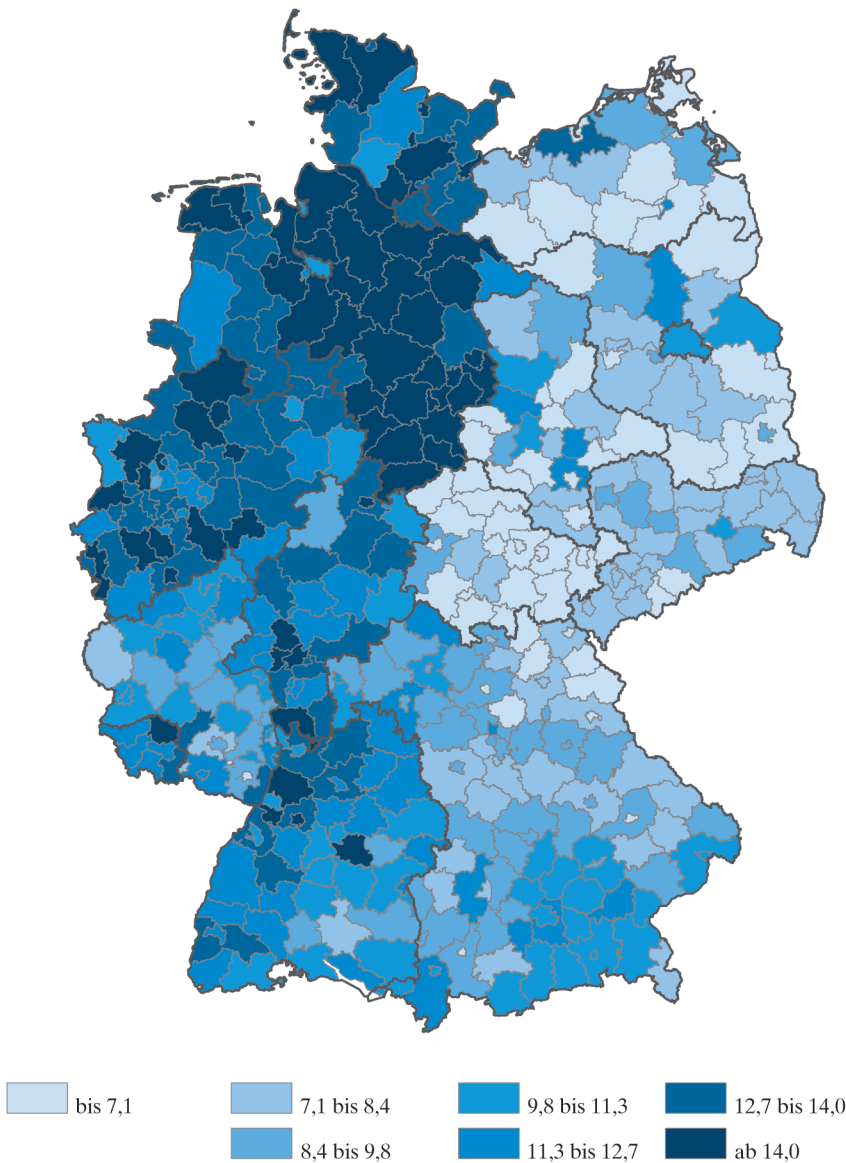 bis 7,1
7,1 bis 8,4
9,8 bis 11,3
12,7 bis 14,0
8,4 bis 9,8
11,3 bis 12,7
ab 14,0